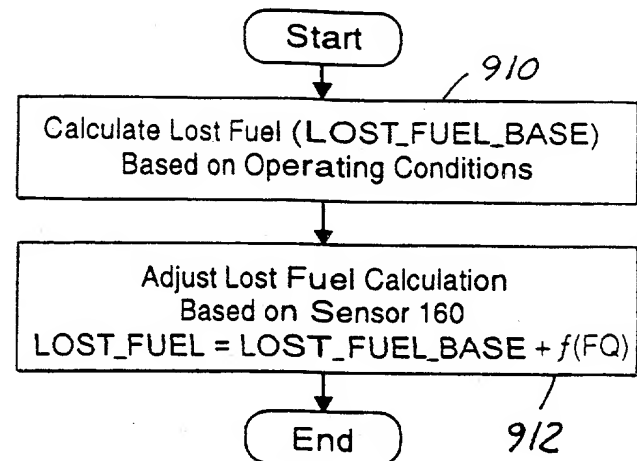 Start
910
Calculate Lost Fuel (LOST_FUEL_BASE)
Based on Operating Conditions
Adjust Lost Fuel Calculation
Based on Sensor 160
LOST_FUEL = LOST_FUEL_BASE + f(FQ)
End
912